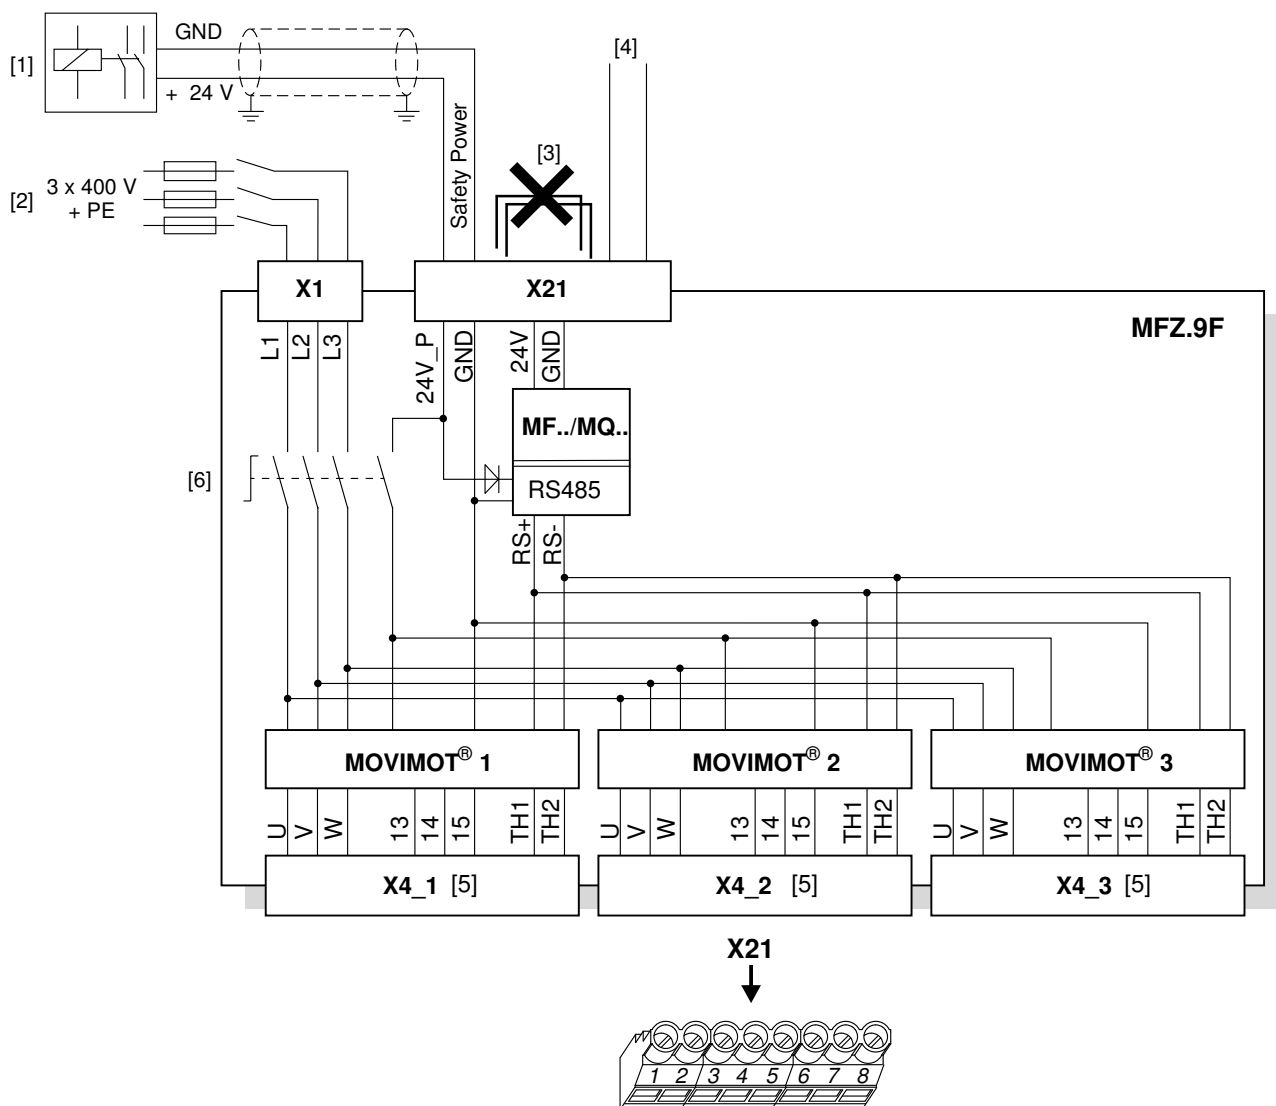 GND
[1]
+ 24 V
[4]
Safety Power
[3]
[2]
3 x 400 V
+ PE
X1
X21
MFZ.9F
L1
L2
L3
24V_P
GND
24V
GND
MF../MQ..
[6]
RS485
RS+
RS-
MOVIMOT® 1
MOVIMOT® 2
MOVIMOT® 3
U
V
W
13
14
15
TH1
TH2
U
V
W
13
14
15
TH1
TH2
U
V
W
13
14
15
TH1
TH2
X4_1 [5]
X4_2 [5]
X4_3 [5]
X21
1 2 3 4 5 6 7 8